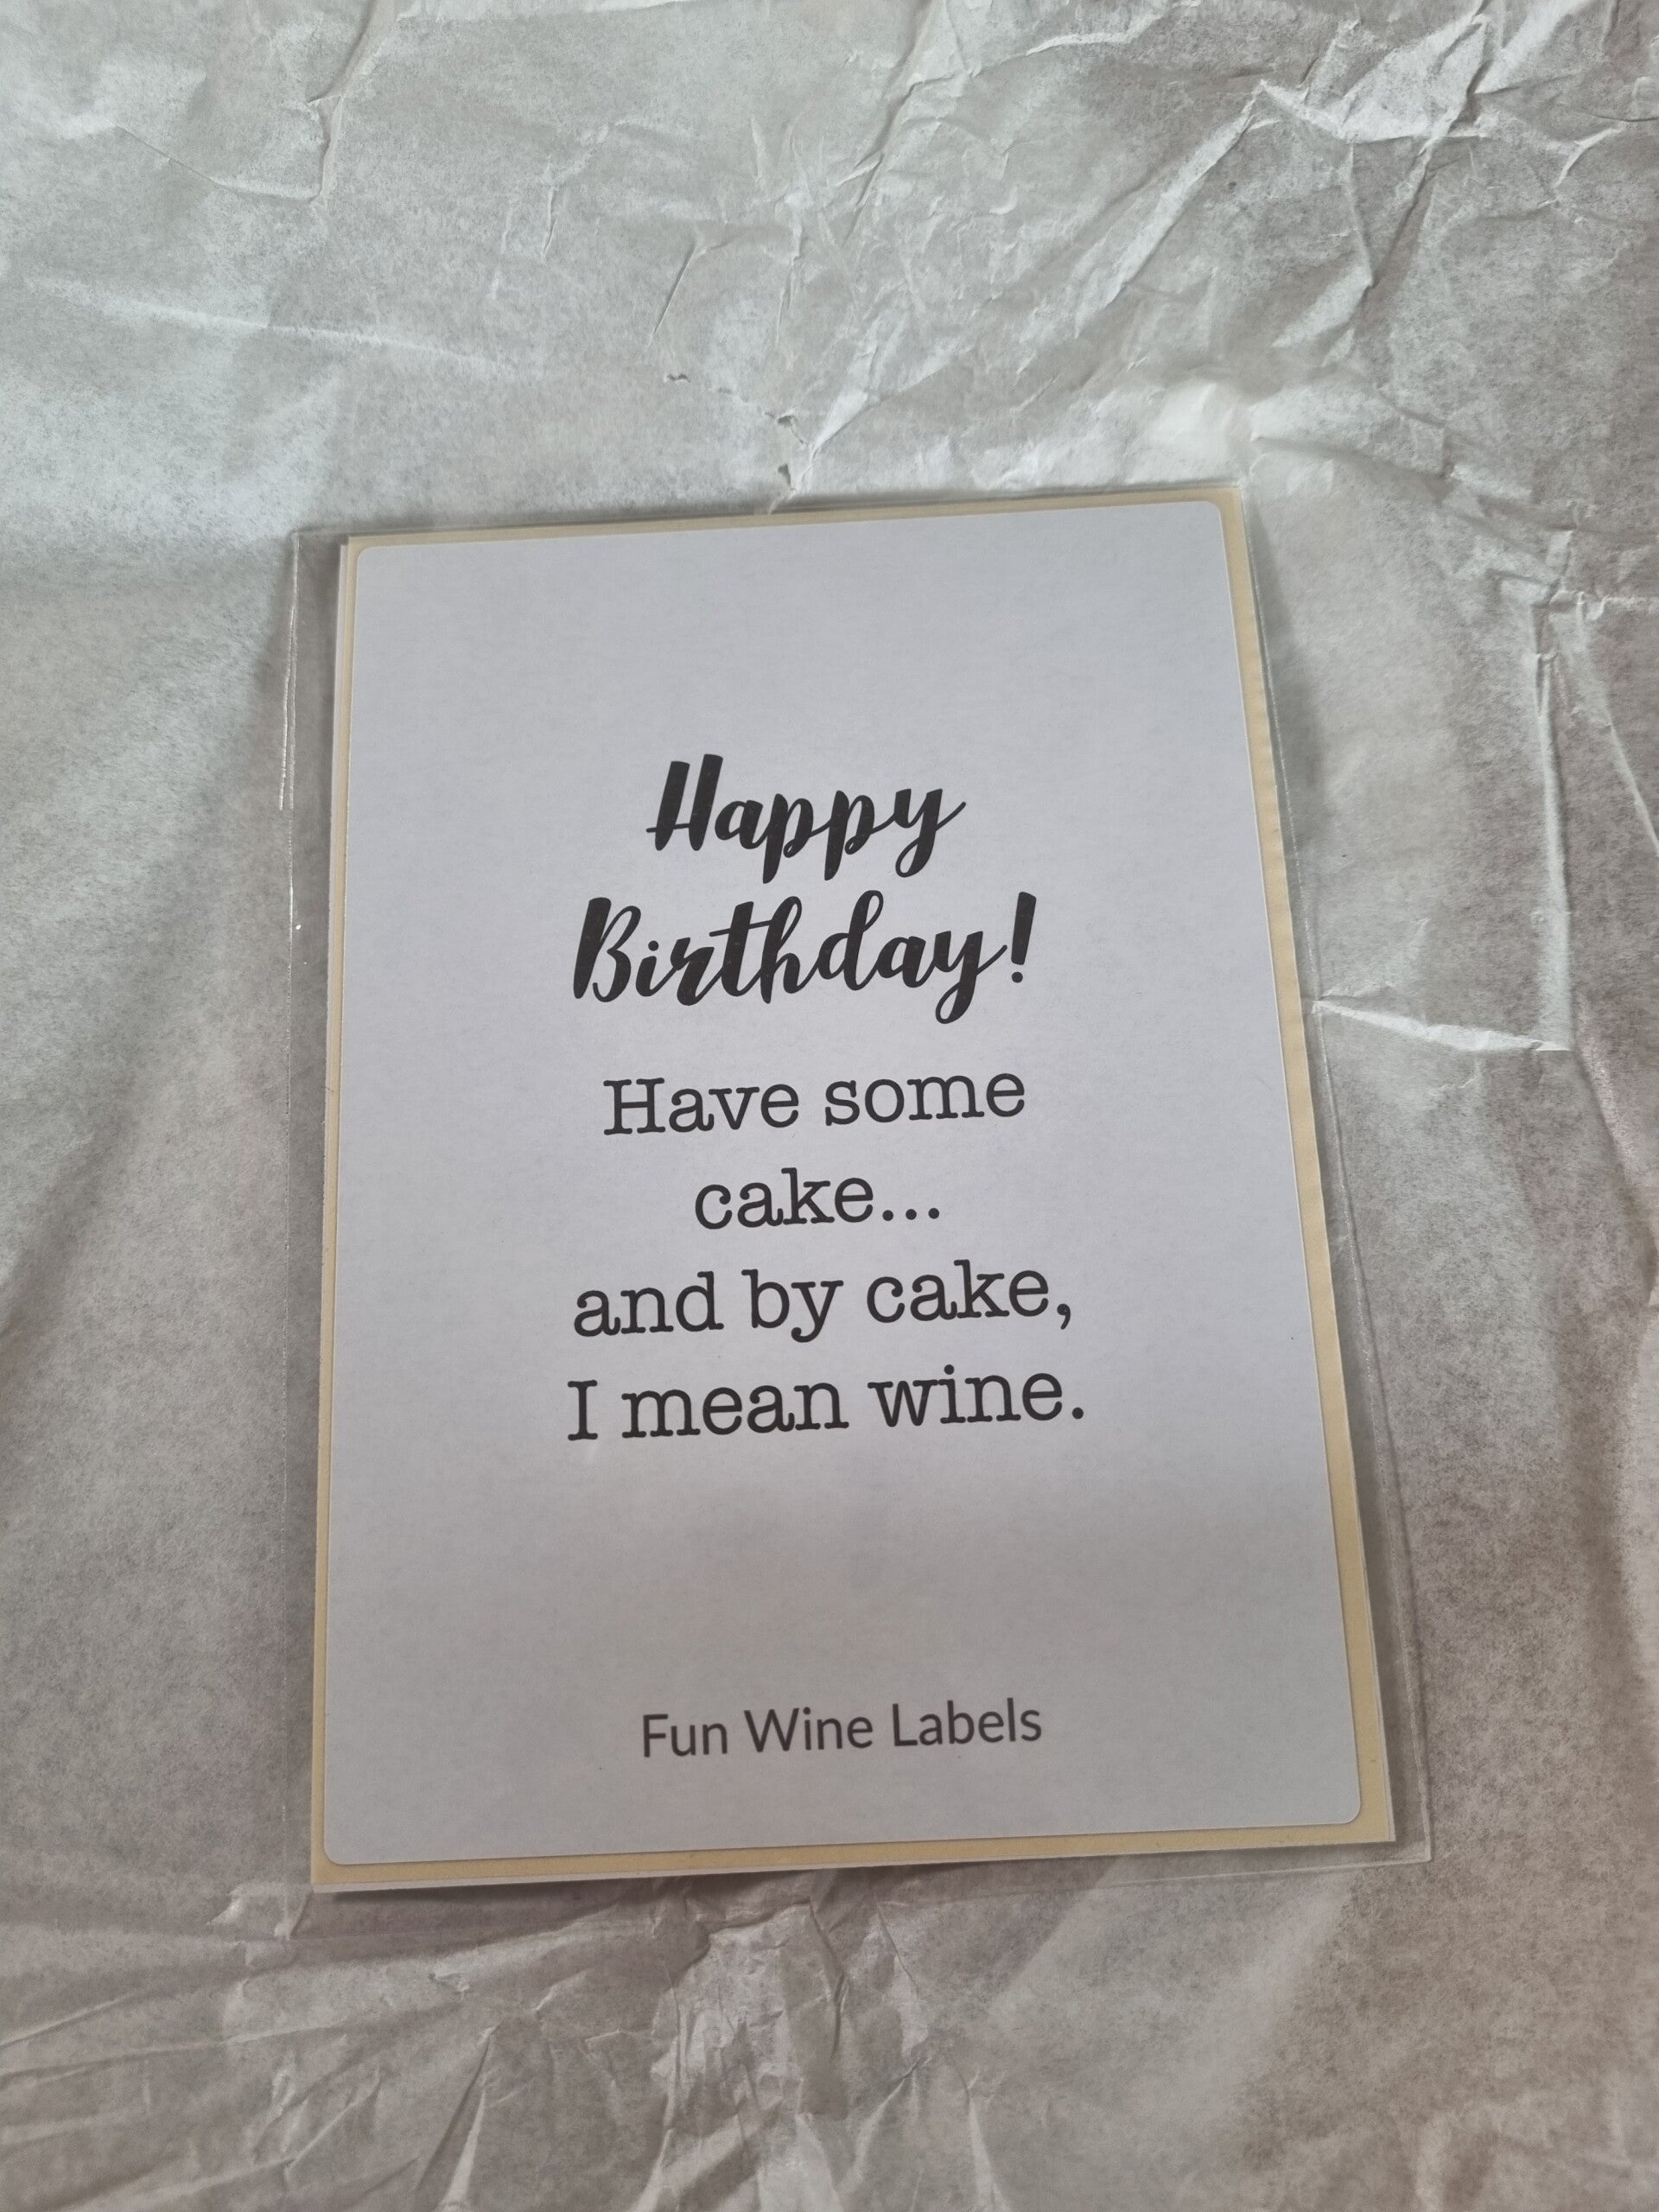 Happy
Birthday!
Have some
cake...
and by cake,
I mean wine.
Fun Wine Labels